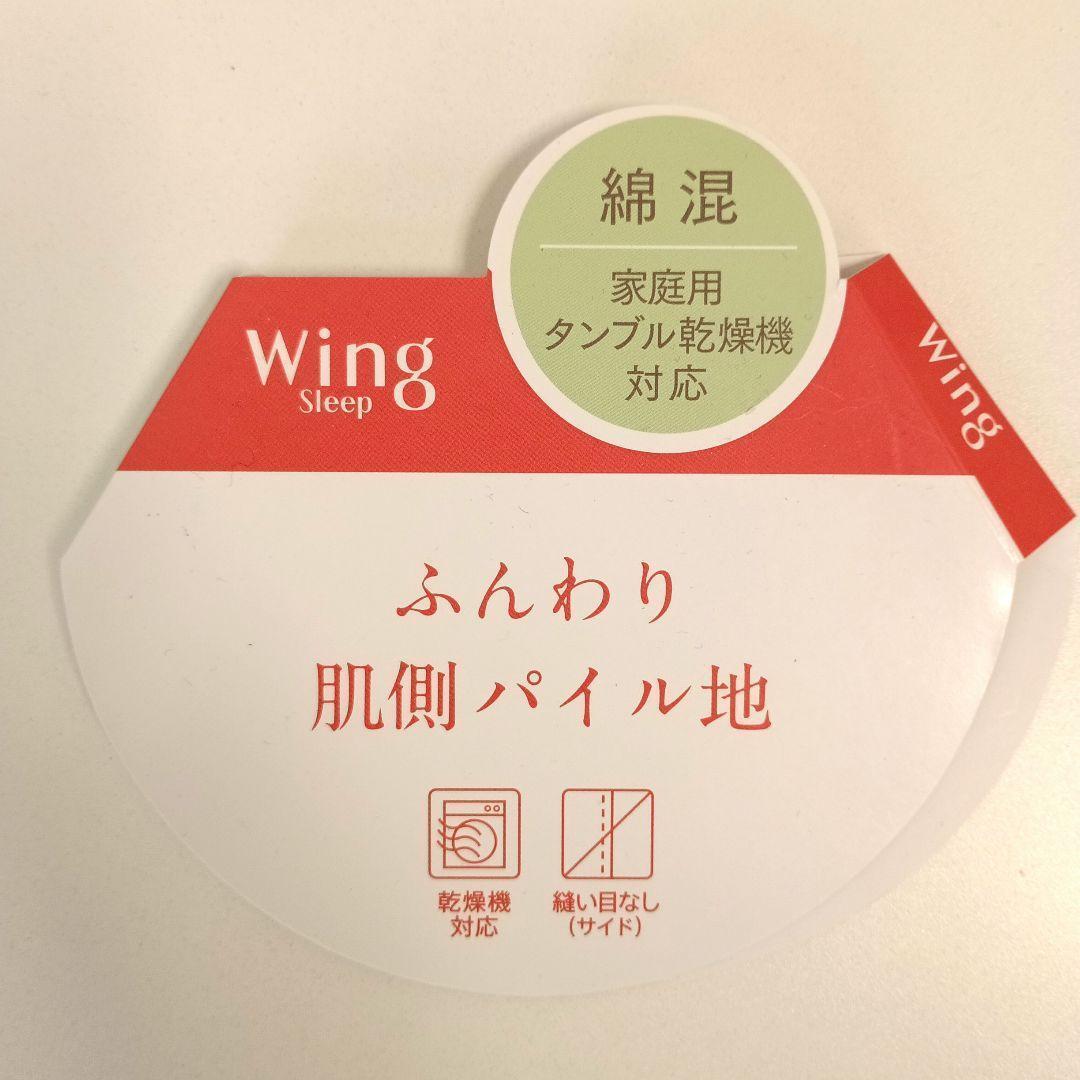 綿混
家庭用
タンブル乾燥機
対応
Wing
Sleep
Wing
ふんわり
肌側パイル地
乾燥機
対応
縫い目なし
(サイド)